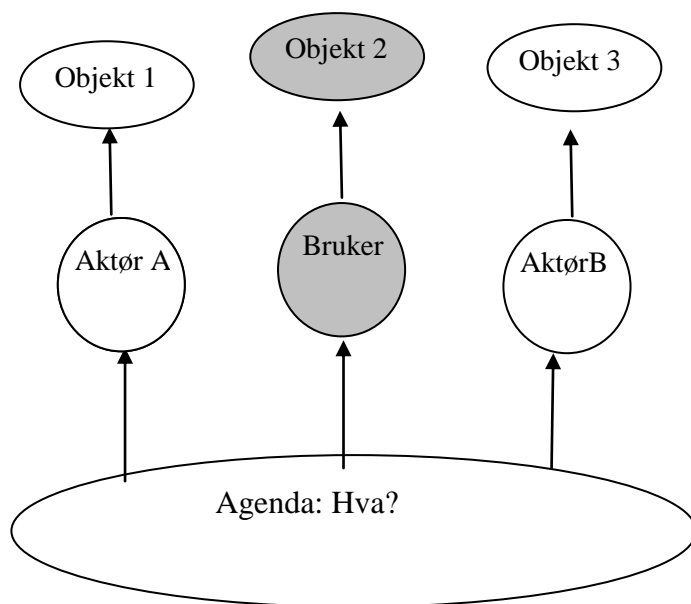 Objekt 1
Objekt 2
Objekt 3
Aktør A
Bruker
AktørB
Agenda: Hva?